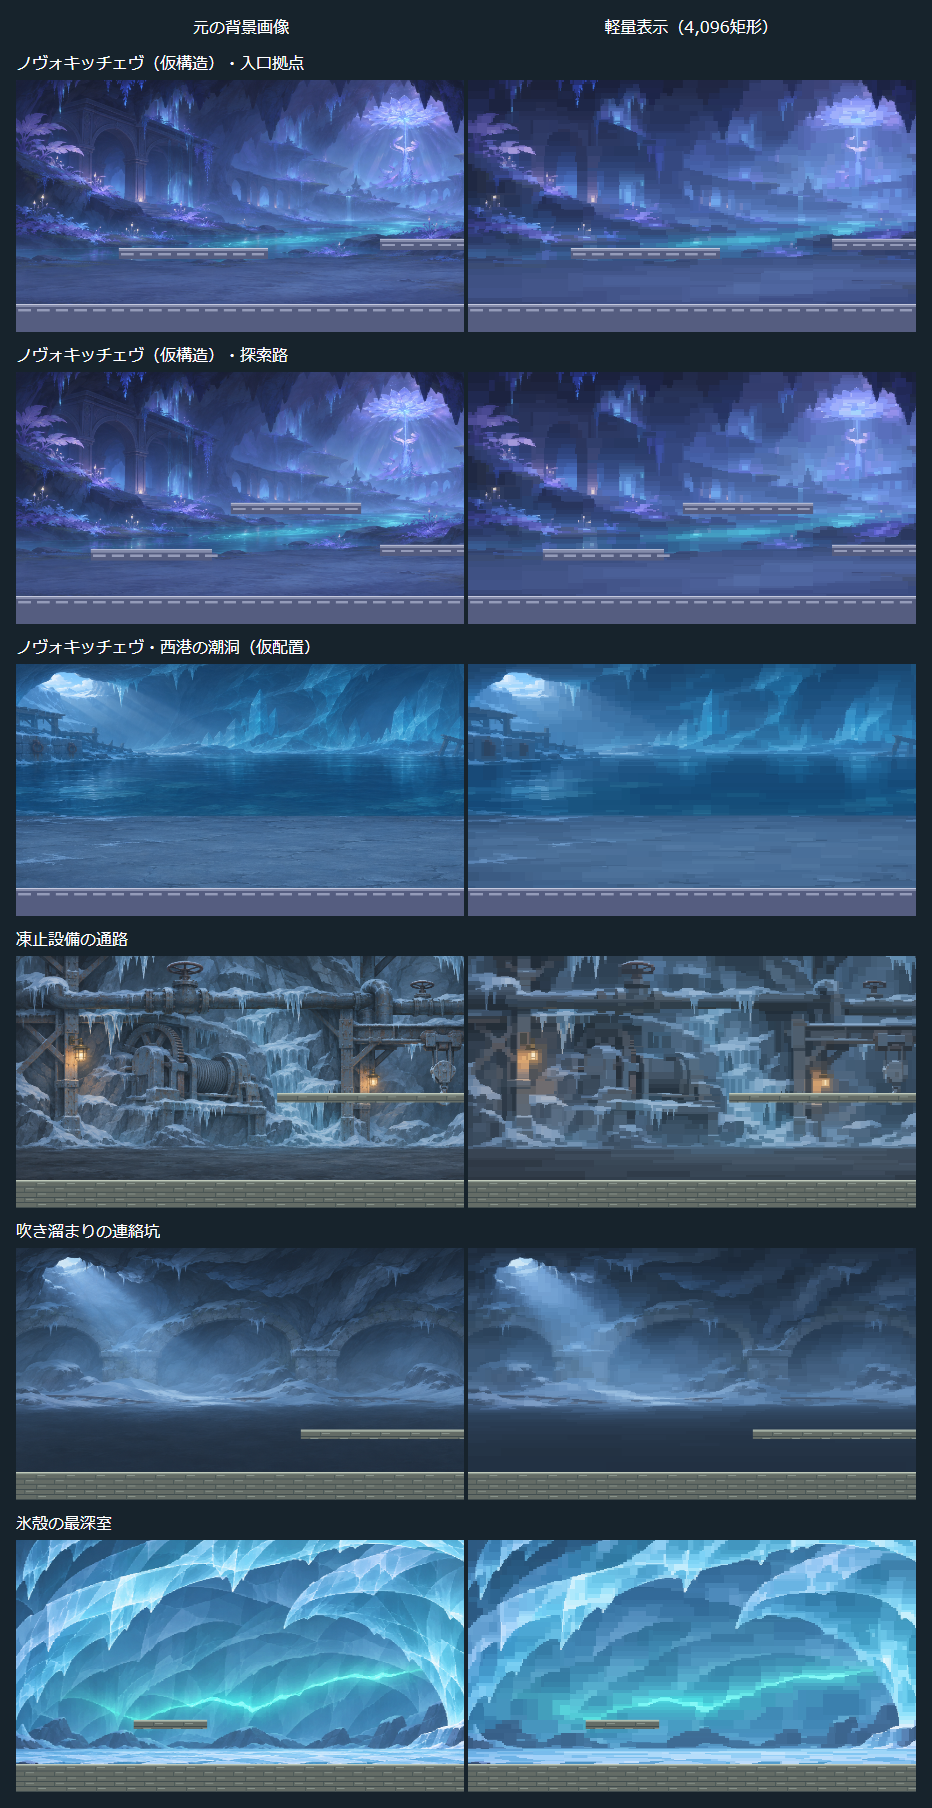 元の背景画像
軽量表示（4,096矩形）
ノヴォキッチェヴ（仮構造）・入口拠点
ノヴォキッチェヴ（仮構造）・探索路
ノヴォキッチェヴ・西港の潮洞（仮配置）
凍止設備の通路
吹き溜まりの連絡坑
氷殻の最深室